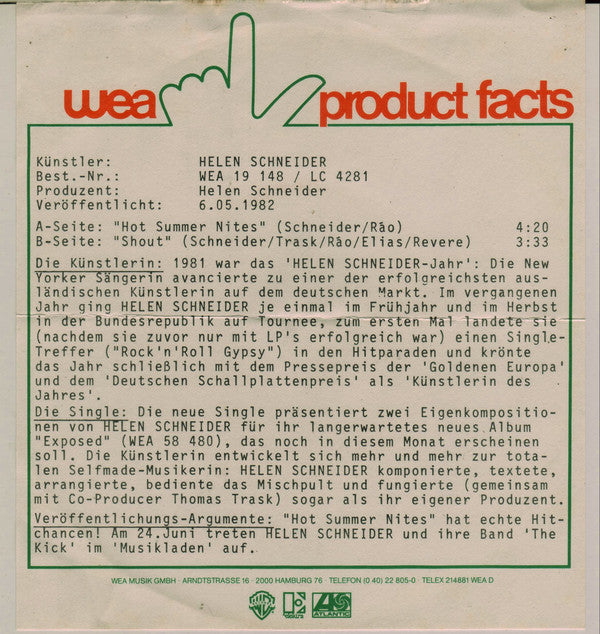 wea product facts
Künstler: HELEN SCHNEIDER
Best.-Nr.: WEA 19 148 / LC 4281
Produzent: Helen Schneider
Veröffentlicht: 6.05.1982
A-Seite: "Hot Summer Nites" (Schneider/Råo) 4:20
B-Seite: "Shout" (Schneider/Trask/Råo/Elias/Revere) 3:33
Die Künstlerin: 1981 war das 'HELEN SCHNEIDER-Jahr': Die New
Yorker Sängerin avancierte zu einer der erfolgreichsten aus-
ländischen Künstlerin auf dem deutschen Markt. Im vergangenen
Jahr ging HELEN SCHNEIDER je einmal im Frühjahr und im Herbst
in der Bundesrepublik auf Tournee, zum ersten Mal landete sie
(nachdem sie zuvor nur mit LP's erfolgreich war) einen Single-
Treffer ("Rock'n'Roll Gypsy") in den Hitparaden und krönte
das Jahr schließlich mit dem Pressepreis der 'Goldenen Europa'
und dem 'Deutschen Schallplattenpreis' als 'Künstlerin des
Jahres'.
Die Single: Die neue Single präsentiert zwei Eigenkompositio-
nen von HELEN SCHNEIDER für ihr langerwartetes neues Album
"Exposed" (WEA 58 480), das noch in diesem Monat erscheinen
soll. Die Künstlerin entwickelt sich mehr und mehr zur tota-
len Selfmade-Musikerin: HELEN SCHNEIDER komponierte, textete,
arrangierte, bediente das Mischpult und fungierte (gemeinsam
mit Co-Producer Thomas Trask) sogar als ihr eigener Produzent.
Veröffentlichungs-Argumente: "Hot Summer Nites" hat echte Hit-
chancen! Am 24.Juni treten HELEN SCHNEIDER und ihre Band 'The
Kick' im 'Musikladen' auf.
WEA MUSIK GMBH · ARNDTSTRASSE 16 · 2000 HAMBURG 76 · TELEFON (0 40) 22 805-0 · TELEX 214881 WEA D
ATLANTIC